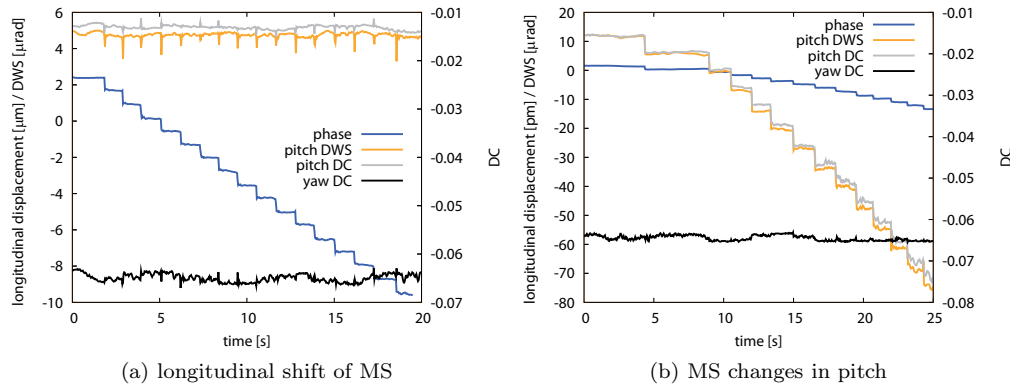 6
4
2
0
-2
-4
-6
-8
-10
longitudinal displacement [µm] / DWS [µrad]
-0.01
-0.02
-0.03
-0.04
-0.05
-0.06
-0.07
DC
phase
pitch DWS
pitch DC
yaw DC
0
5
10
15
20
time [s]
(a) longitudinal shift of MS
20
10
0
-10
-20
-30
-40
-50
-60
-70
-80
longitudinal displacement [pm] / DWS [µrad]
-0.01
-0.02
-0.03
-0.04
-0.05
-0.06
-0.07
-0.08
DC
phase
pitch DWS
pitch DC
yaw DC
0
5
10
15
20
25
time [s]
(b) MS changes in pitch